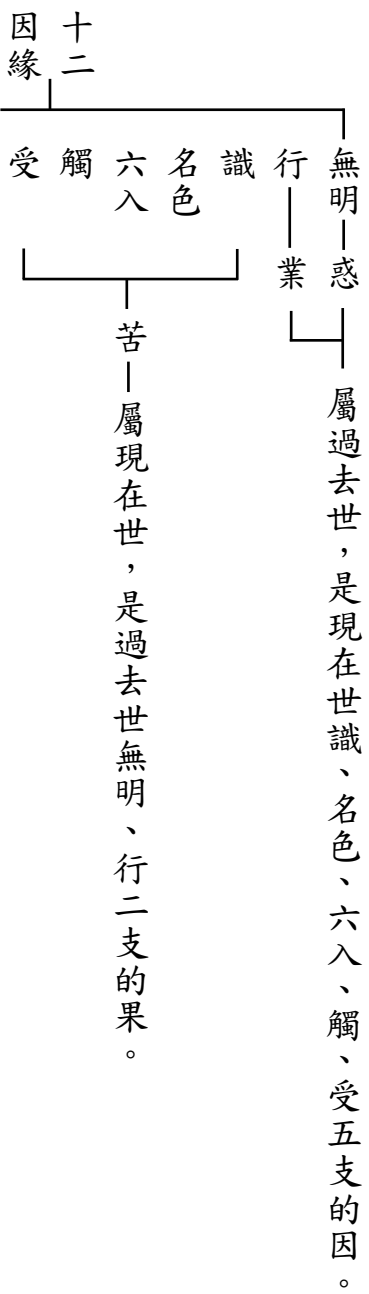 無明
惑
屬過去世，是現在世識、名色、六入、觸、受五支的因。
行
業
識
名色
六入
觸
受
苦
屬現在世，是過去世無明、行二支的果。
十二
因緣